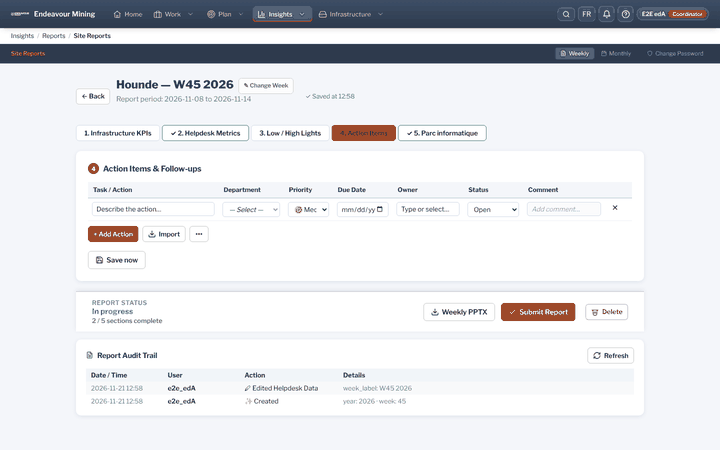 Endeavour Mining Home Work Plan Insights Infrastructure FR E2E edA Coordinator
Insights / Reports / Site Reports
Site Reports Weekly Monthly Change Password
← Back
Hounde — W45 2026
✎ Change Week
Report period: 2026-11-08 to 2026-11-14
✓ Saved at 12:58
1. Infrastructure KPIs
✓ 2. Helpdesk Metrics
3. Low / High Lights
4. Action Items
✓ 5. Parc informatique
4 Action Items & Follow-ups
Task / Action Department Priority Due Date Owner Status Comment
Describe the action... — Select — Mec mm/dd/yy Type or select... Open Add comment... ✕
+ Add Action Import ···
Save now
REPORT STATUS
In progress
2 / 5 sections complete
Weekly PPTX
✓ Submit Report
Delete
Report Audit Trail
Refresh
Date / Time User Action Details
2026-11-21 12:58 e2e_edA Edited Helpdesk Data week_label: W45 2026
2026-11-21 12:58 e2e_edA Created year: 2026 · week: 45